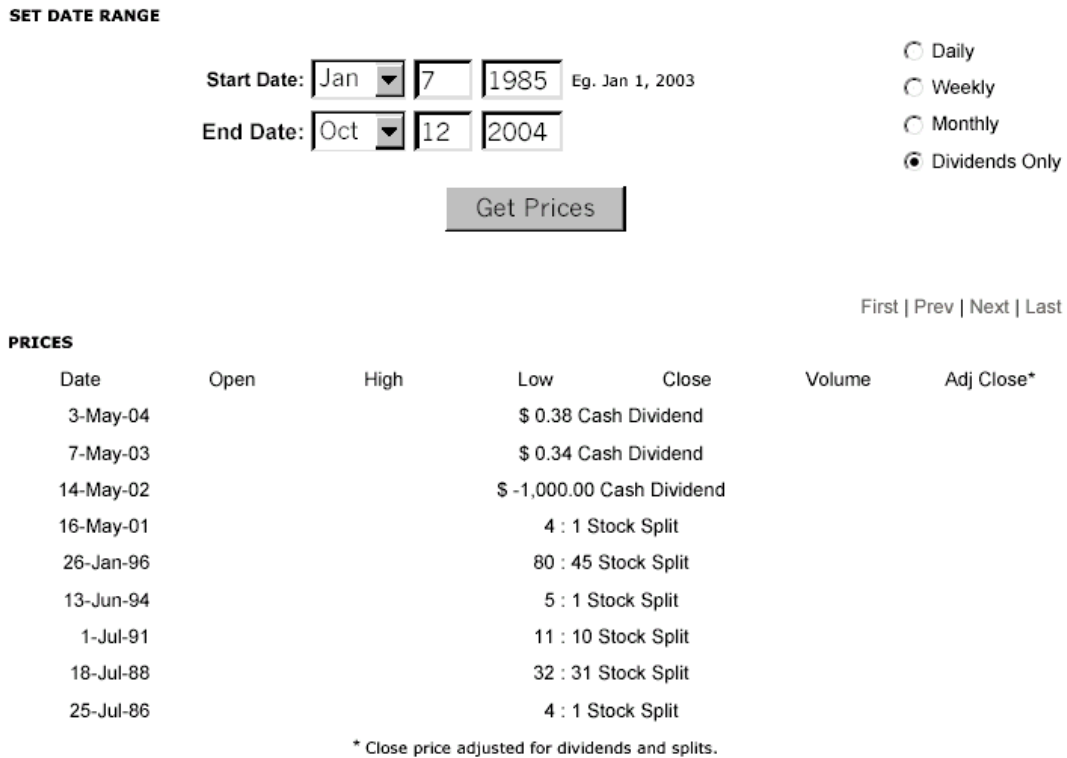 SET DATE RANGE
Start Date: Jan 7 1985 Eg. Jan 1, 2003
End Date: Oct 12 2004
Daily
Weekly
Monthly
Dividends Only
Get Prices
First | Prev | Next | Last
PRICES
Date Open High Low Close Volume Adj Close*
3-May-04 $ 0.38 Cash Dividend
7-May-03 $ 0.34 Cash Dividend
14-May-02 $ -1,000.00 Cash Dividend
16-May-01 4 : 1 Stock Split
26-Jan-96 80 : 45 Stock Split
13-Jun-94 5 : 1 Stock Split
1-Jul-91 11 : 10 Stock Split
18-Jul-88 32 : 31 Stock Split
25-Jul-86 4 : 1 Stock Split
* Close price adjusted for dividends and splits.